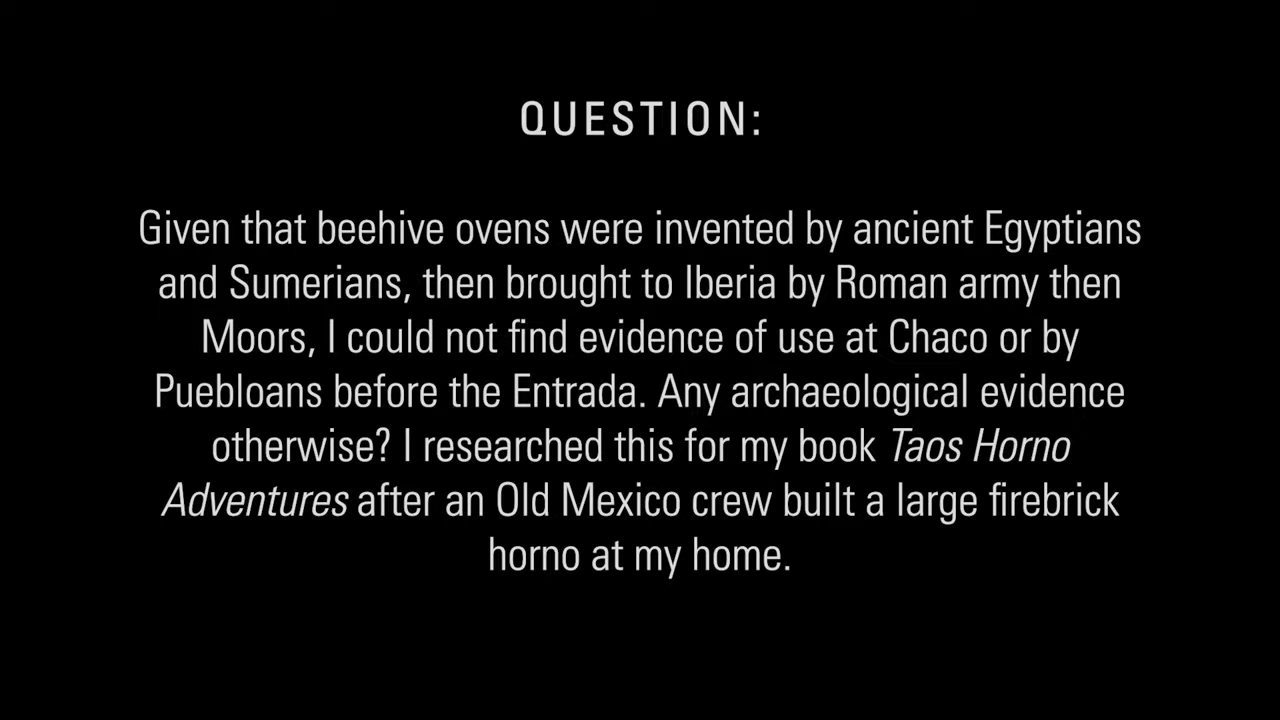 QUESTION:
Given that beehive ovens were invented by ancient Egyptians
and Sumerians, then brought to Iberia by Roman army then
Moors, I could not find evidence of use at Chaco or by
Puebloans before the Entrada. Any archaeological evidence
otherwise? I researched this for my book Taos Horno
Adventures after an Old Mexico crew built a large firebrick
horno at my home.